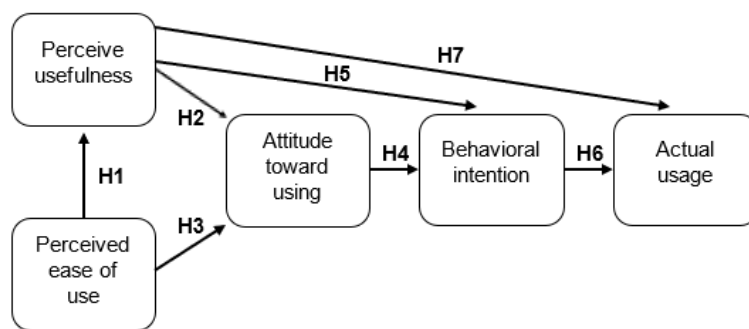 Perceive
usefulness
H7
H5
H2
Attitude
toward
using
H4
Behavioral
intention
H6
Actual
usage
H1
H3
Perceived
ease of
use